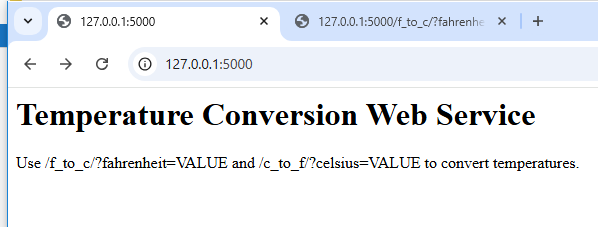 127.0.0.1:5000
127.0.0.1:5000/f_to_c/?fahrenhe
127.0.0.1:5000
Temperature Conversion Web Service
Use /f_to_c/?fahrenheit=VALUE and /c_to_f/?celsius=VALUE to convert temperatures.